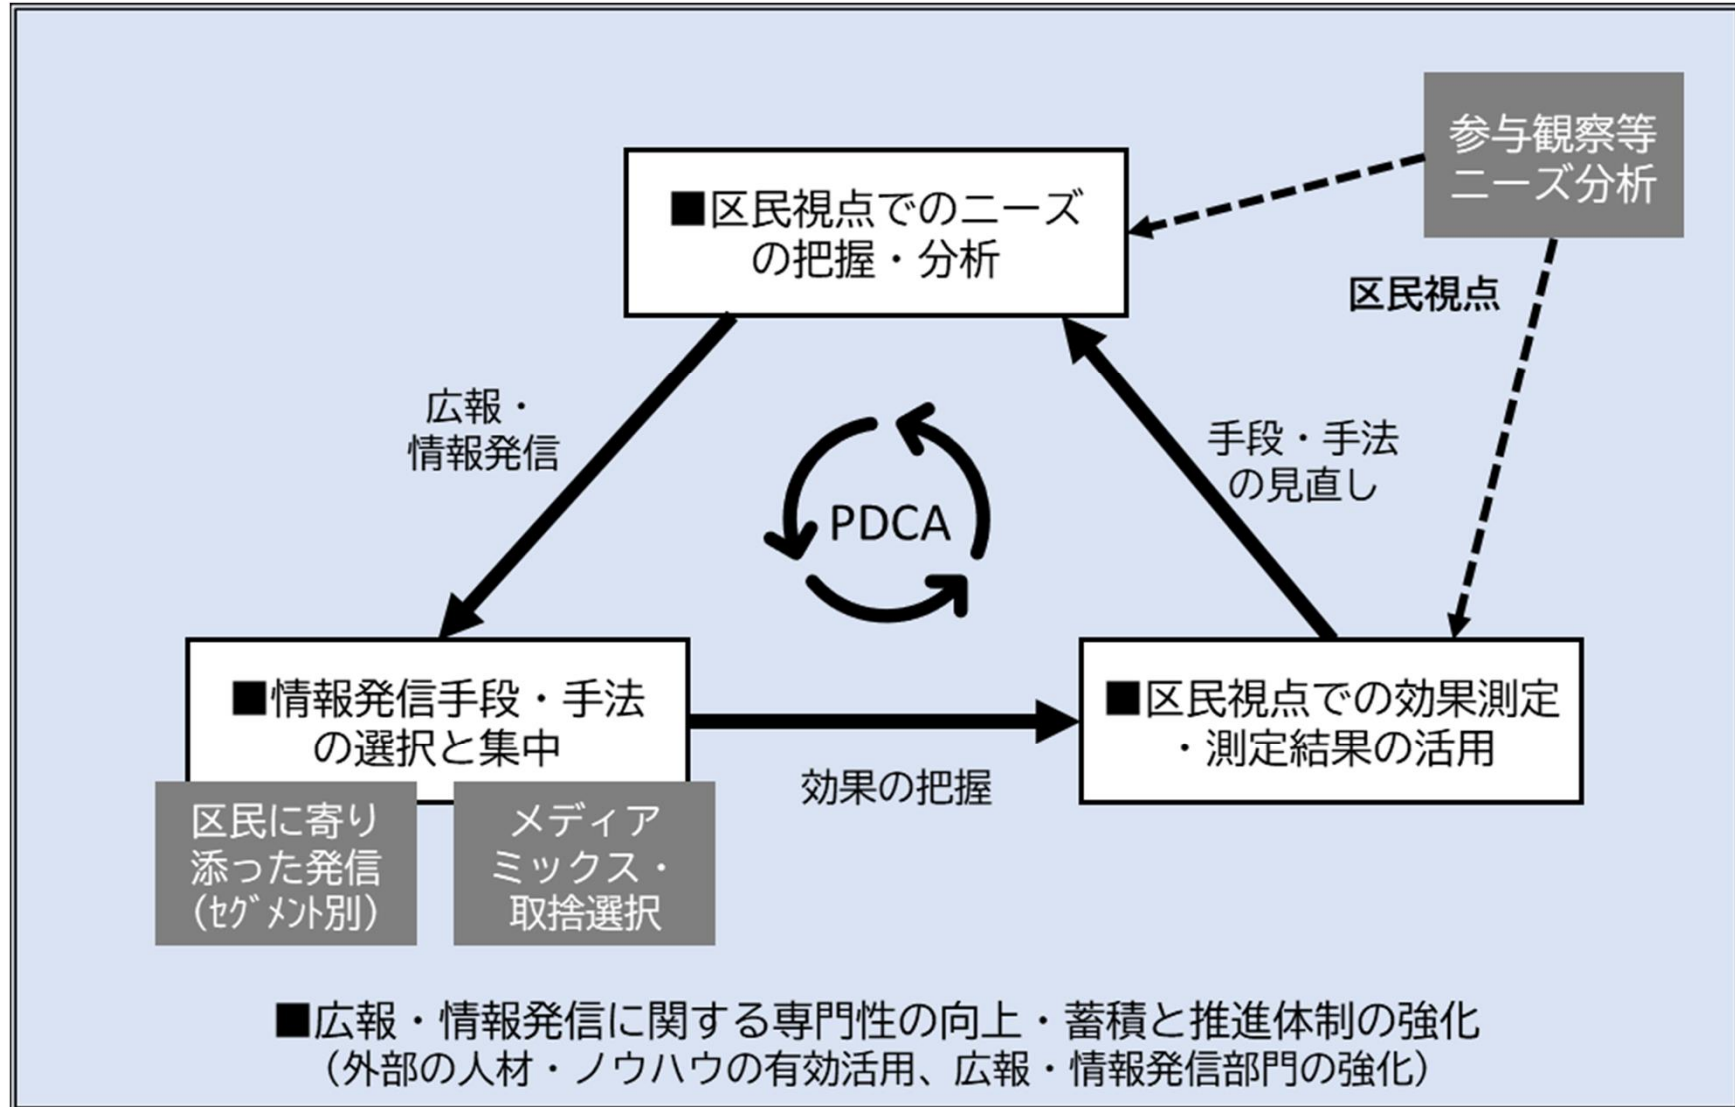 参与観察等
ニーズ分析
■区民視点でのニーズ
の把握・分析
区民視点
広報・
情報発信
手段・手法
の見直し
PDCA
■情報発信手段・手法
の選択と集中
■区民視点での効果測定
・測定結果の活用
効果の把握
区民に寄り
添った発信
(ｾｸﾞﾒﾝﾄ別)
メディア
ミックス・
取捨選択
■広報・情報発信に関する専門性の向上・蓄積と推進体制の強化
（外部の人材・ノウハウの有効活用、広報・情報発信部門の強化）